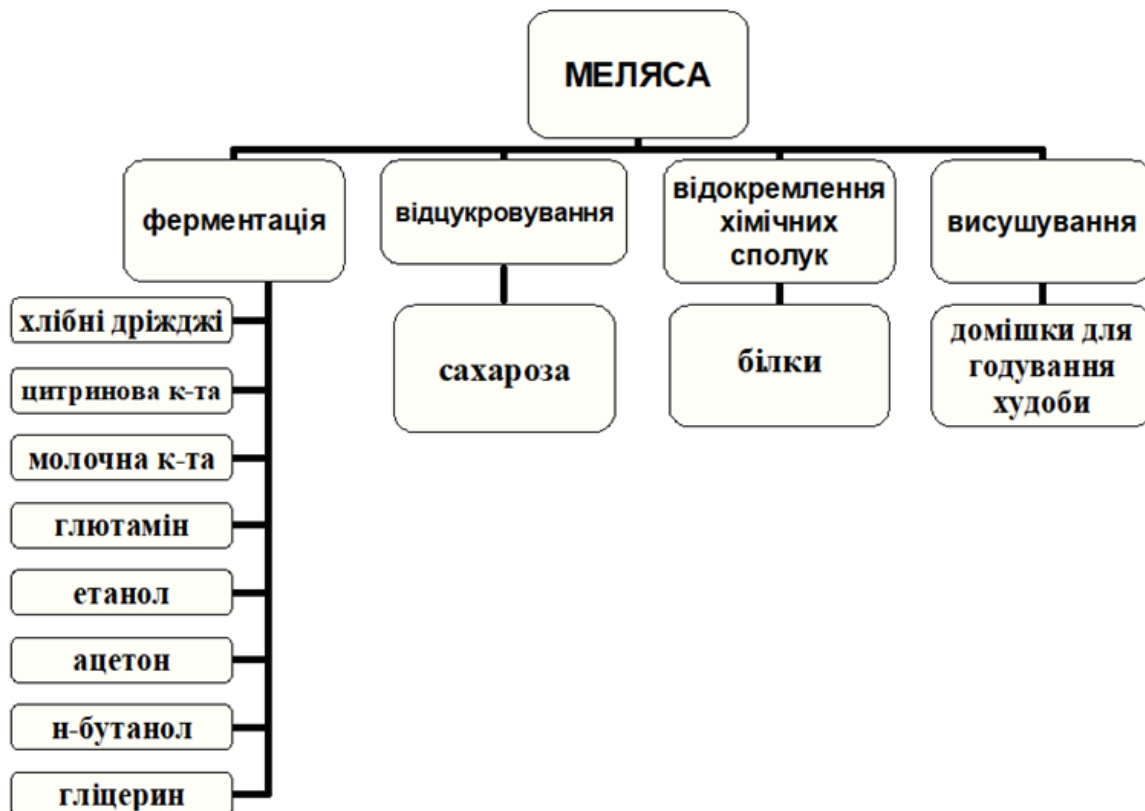 МЕЛЯСА
ферментація
відцукровування
відокремлення
хімічних
сполук
висушування
хлібні дріжджі
цитринова к-та
молочна к-та
глютамін
етанол
ацетон
н-бутанол
гліцерин
сахароза
білки
домішки для
годування
худоби